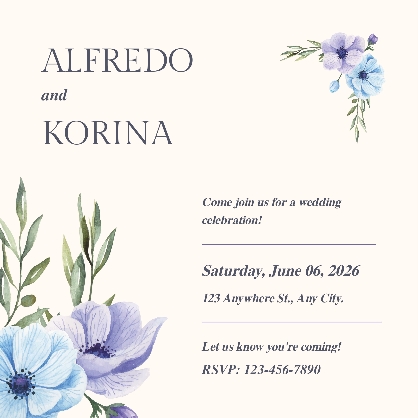 ALFREDO
and
KORINA
Come join us for a wedding
celebration!
Saturday, June 06, 2026
123 Anywhere St., Any City.
Let us know you're coming!
RSVP: 123-456-7890